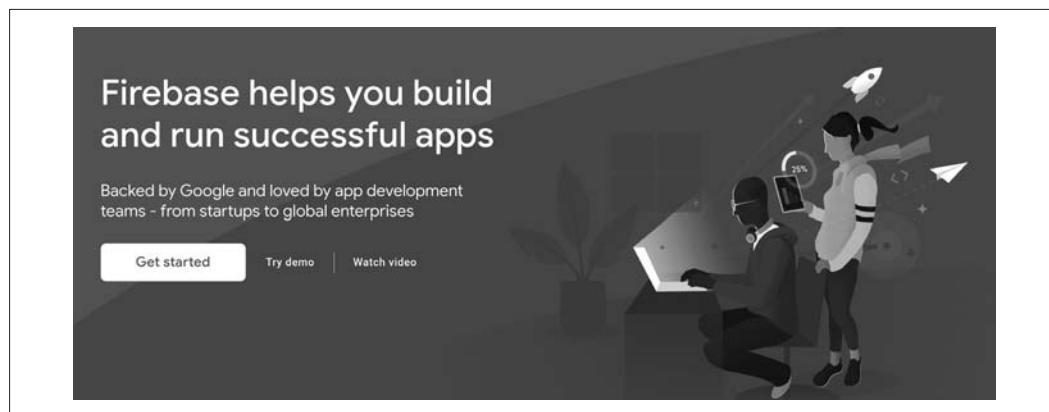 Firebase helps you build
and run successful apps
Backed by Google and loved by app development
teams - from startups to global enterprises
Get started
Try demo
Watch video
25%